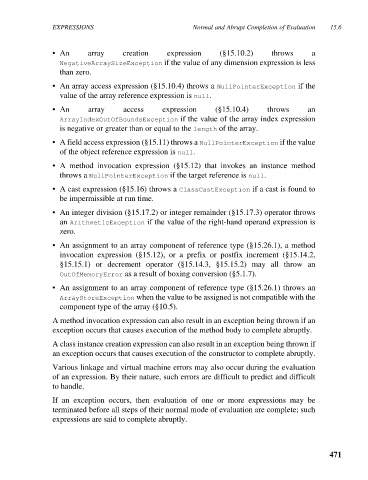 EXPRESSIONS Normal and Abrupt Completion of Evaluation 15.6
• An array creation expression (§15.10.2) throws a
NegativeArraySizeException if the value of any dimension expression is less
than zero.
• An array access expression (§15.10.4) throws a NullPointerException if the
value of the array reference expression is null.
• An array access expression (§15.10.4) throws an
ArrayIndexOutOfBoundsException if the value of the array index expression
is negative or greater than or equal to the length of the array.
• A field access expression (§15.11) throws a NullPointerException if the value
of the object reference expression is null.
• A method invocation expression (§15.12) that invokes an instance method
throws a NullPointerException if the target reference is null.
• A cast expression (§15.16) throws a ClassCastException if a cast is found to
be impermissible at run time.
• An integer division (§15.17.2) or integer remainder (§15.17.3) operator throws
an ArithmeticException if the value of the right-hand operand expression is
zero.
• An assignment to an array component of reference type (§15.26.1), a method
invocation expression (§15.12), or a prefix or postfix increment (§15.14.2,
§15.15.1) or decrement operator (§15.14.3, §15.15.2) may all throw an
OutOfMemoryError as a result of boxing conversion (§5.1.7).
• An assignment to an array component of reference type (§15.26.1) throws an
ArrayStoreException when the value to be assigned is not compatible with the
component type of the array (§10.5).
A method invocation expression can also result in an exception being thrown if an
exception occurs that causes execution of the method body to complete abruptly.
A class instance creation expression can also result in an exception being thrown if
an exception occurs that causes execution of the constructor to complete abruptly.
Various linkage and virtual machine errors may also occur during the evaluation
of an expression. By their nature, such errors are difficult to predict and difficult
to handle.
If an exception occurs, then evaluation of one or more expressions may be
terminated before all steps of their normal mode of evaluation are complete; such
expressions are said to complete abruptly.
471